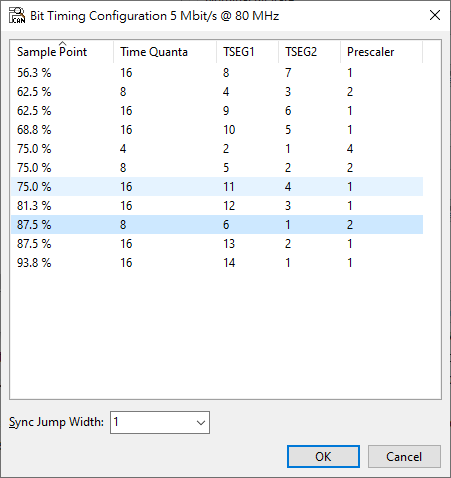 CAN
Bit Timing Configuration 5 Mbit/s @ 80 MHz
Sample Point Time Quanta TSEG1 TSEG2 Prescaler
56.3 % 16 8 7 1
62.5 % 8 4 3 2
62.5 % 16 9 6 1
68.8 % 16 10 5 1
75.0 % 4 2 1 4
75.0 % 8 5 2 2
75.0 % 16 11 4 1
81.3 % 16 12 3 1
87.5 % 8 6 1 2
87.5 % 16 13 2 1
93.8 % 16 14 1 1
Sync Jump Width: 1
OK Cancel